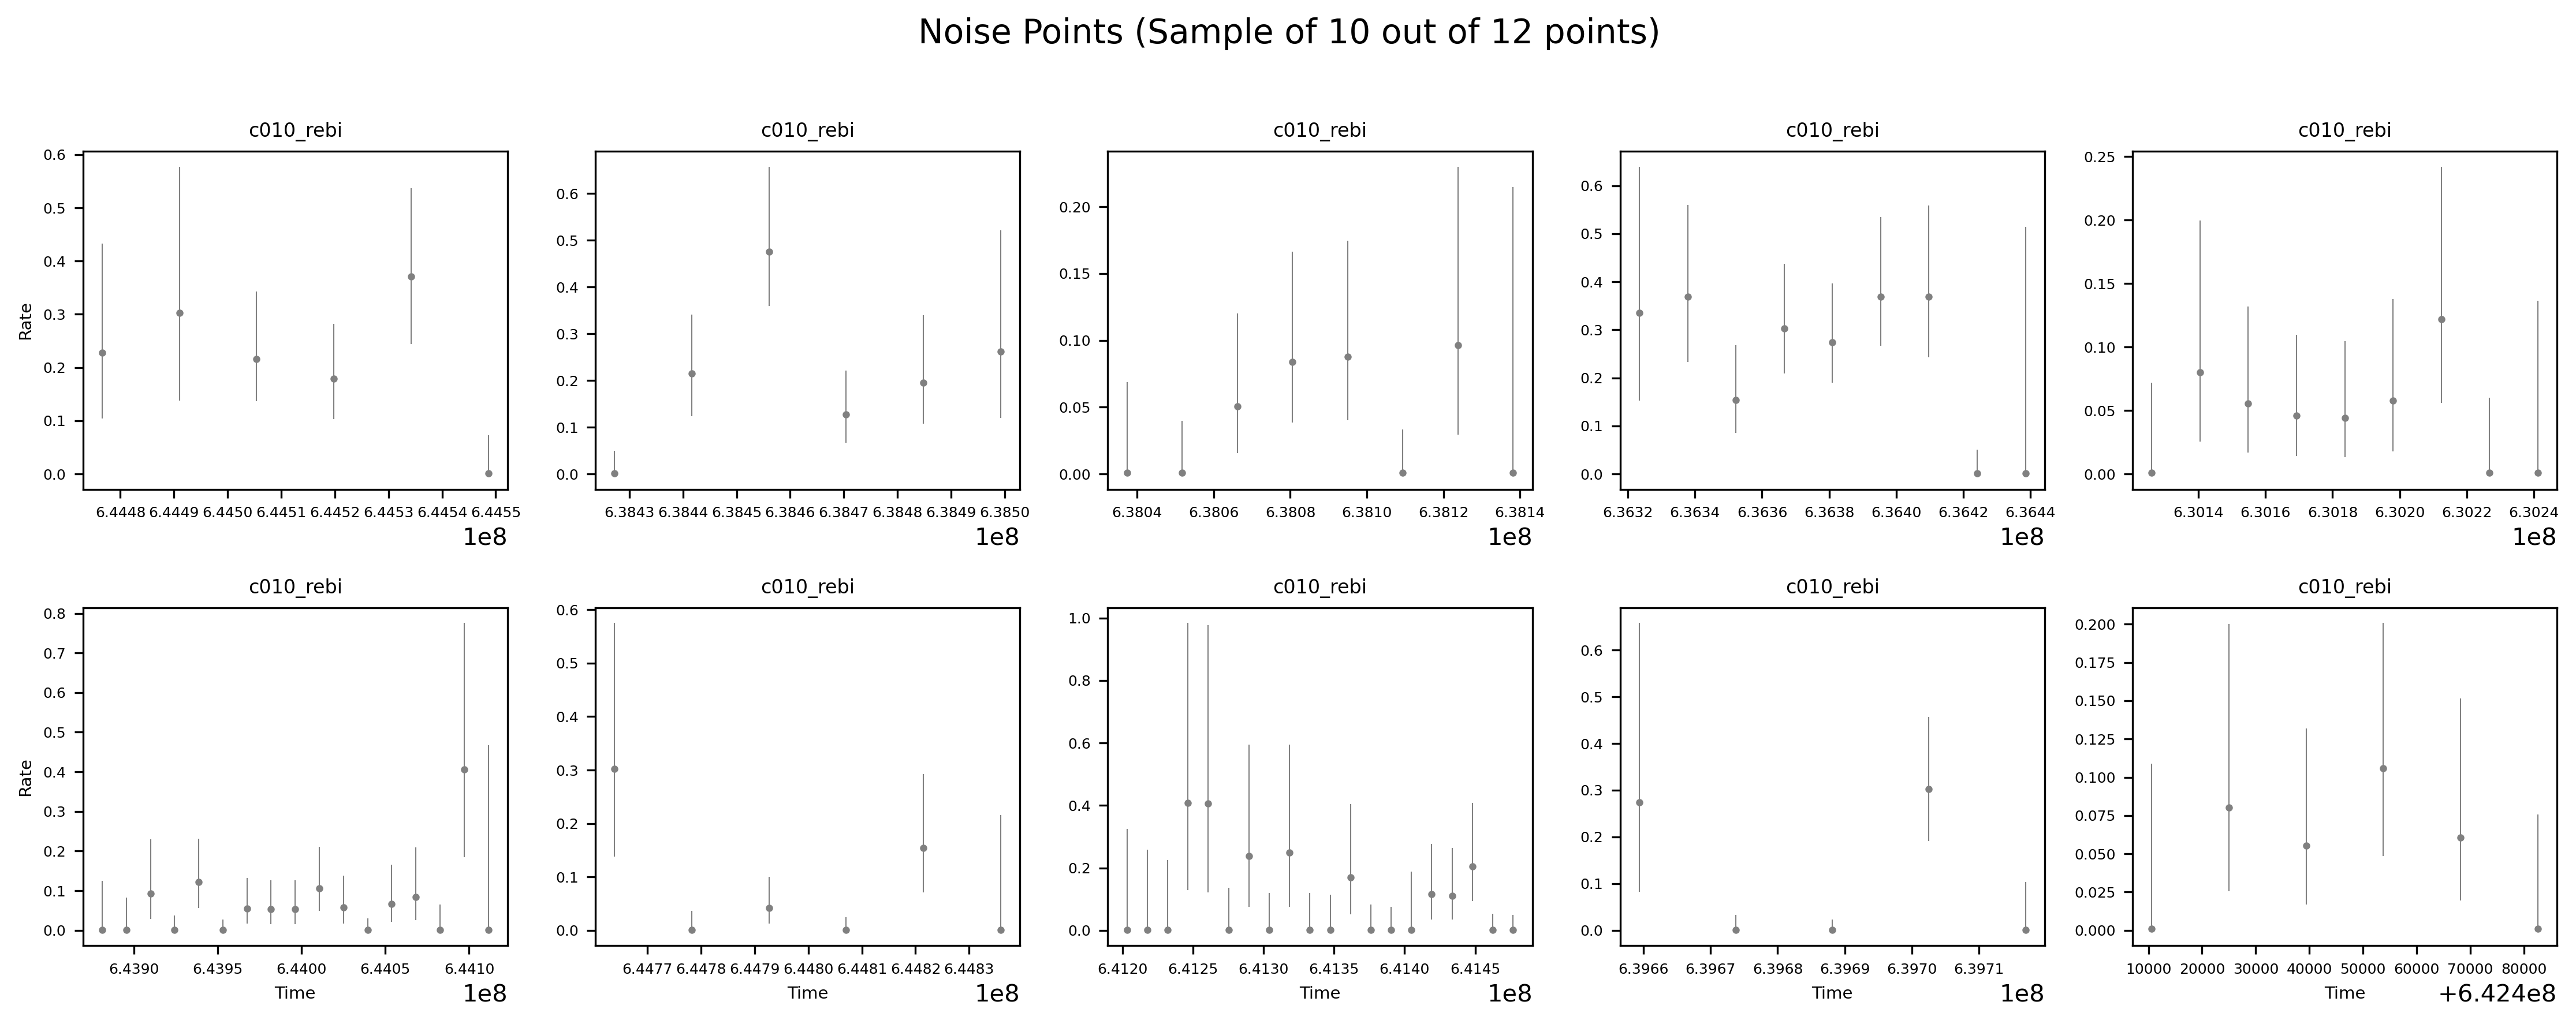 Noise Points (Sample of 10 out of 12 points)
c010_rebi c010_rebi c010_rebi c010_rebi c010_rebi
Rate
0.6
0.5
0.4
0.3
0.2
0.1
0.0
6.4448 6.4449 6.4450 6.4451 6.4452 6.4453 6.4454 6.4455
1e8
0.6
0.5
0.4
0.3
0.2
0.1
0.0
6.3843 6.3844 6.3845 6.3846 6.3847 6.3848 6.3849 6.3850
1e8
0.20
0.15
0.10
0.05
0.00
6.3804 6.3806 6.3808 6.3810 6.3812 6.3814
1e8
0.6
0.5
0.4
0.3
0.2
0.1
0.0
6.3632 6.3634 6.3636 6.3638 6.3640 6.3642 6.3644
1e8
0.25
0.20
0.15
0.10
0.05
0.00
6.3014 6.3016 6.3018 6.3020 6.3022 6.3024
1e8
c010_rebi c010_rebi c010_rebi c010_rebi c010_rebi
Rate
0.8
0.7
0.6
0.5
0.4
0.3
0.2
0.1
0.0
6.4390 6.4395 6.4400 6.4405 6.4410
Time
1e8
0.6
0.5
0.4
0.3
0.2
0.1
0.0
6.4477 6.4478 6.4479 6.4480 6.4481 6.4482 6.4483
Time
1e8
1.0
0.8
0.6
0.4
0.2
0.0
6.4120 6.4125 6.4130 6.4135 6.4140 6.4145
Time
1e8
0.6
0.5
0.4
0.3
0.2
0.1
0.0
6.3966 6.3967 6.3968 6.3969 6.3970 6.3971
Time
1e8
0.200
0.175
0.150
0.125
0.100
0.075
0.050
0.025
0.000
10000 20000 30000 40000 50000 60000 70000 80000
Time
+6.424e8